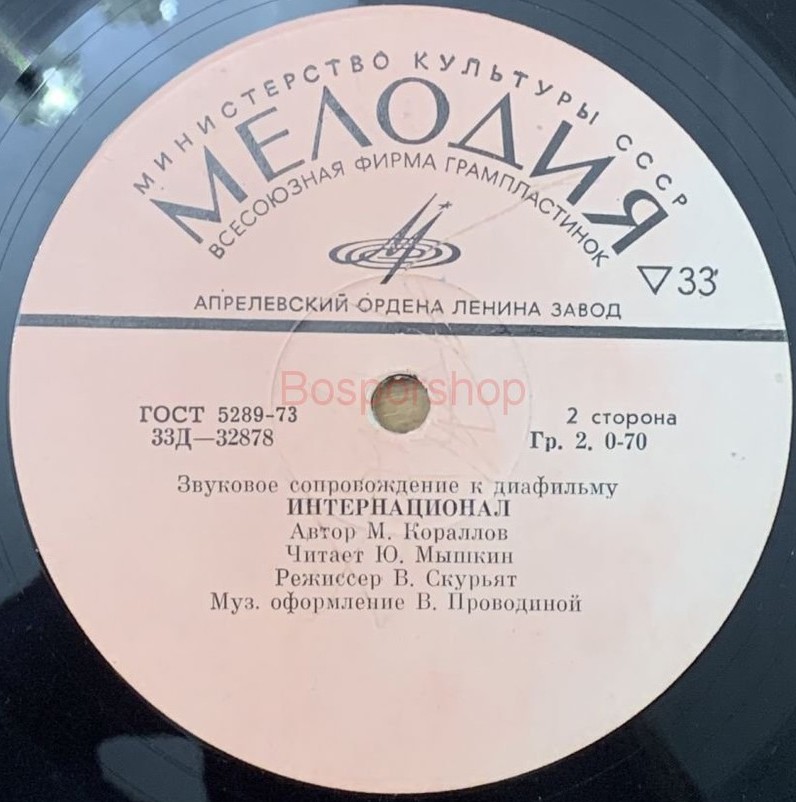 МИНИСТЕРСТВО КУЛЬТУРЫ СССР
МЕЛОДИЯ
ВСЕСОЮЗНАЯ ФИРМА ГРАМПЛАСТИНОК
▽33
АПРЕЛЕВСКИЙ ОРДЕНА ЛЕНИНА ЗАВОД
Bosporshop
ГОСТ 5289-73
33Д—32878
2 сторона
Гр. 2. 0-70
Звуковое сопровождение к диафильму
ИНТЕРНАЦИОНАЛ
Автор М. Кораллов
Читает Ю. Мышкин
Режиссер В. Скурьят
Муз. оформление В. Проводиной